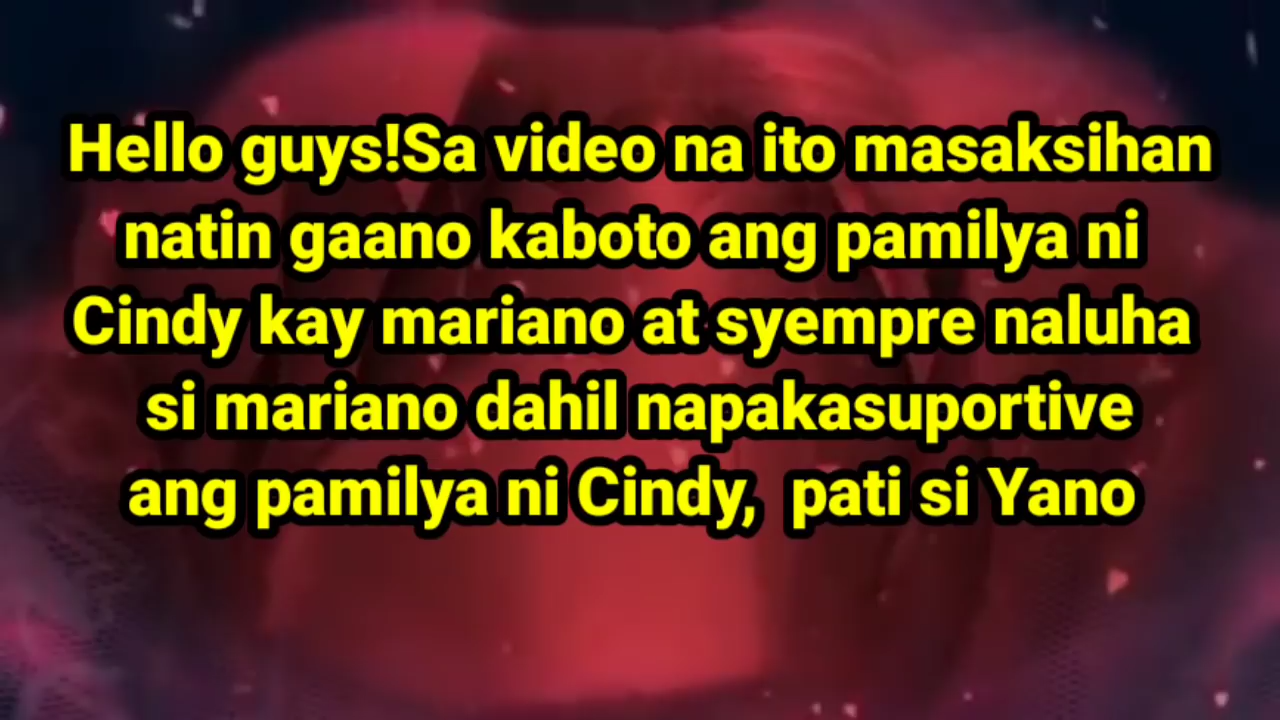 Hello guys!Sa video na ito masaksihan
natin gaano kaboto ang pamilya ni
Cindy kay mariano at syempre naluha
si mariano dahil napakasuportive
ang pamilya ni Cindy, pati si Yano